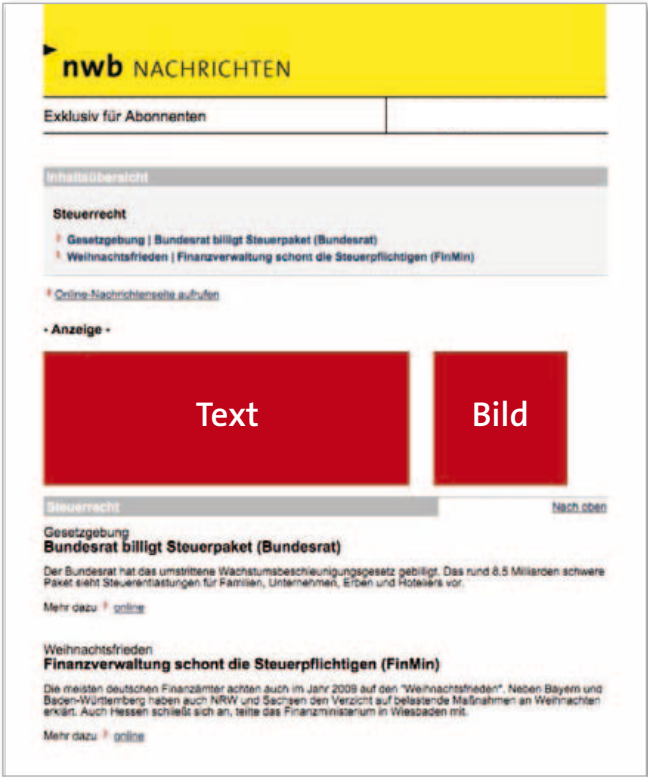 nwb NACHRICHTEN
Exklusiv für Abonnenten
Inhaltsübersicht
Steuerrecht
Gesetzgebung | Bundesrat billigt Steuerpaket (Bundesrat)
Weihnachtsfrieden | Finanzverwaltung schont die Steuerpflichtigen (FinMin)
Online-Nachrichtenseite aufrufen
- Anzeige -
Text Bild
Steuerrecht Nach oben
Gesetzgebung
Bundesrat billigt Steuerpaket (Bundesrat)
Der Bundesrat hat das umstrittene Wachstumsbeschleunigungsgesetz gebilligt. Das rund 8,5 Milliarden schwere
Paket sieht Steuerentlastungen für Familien, Unternehmen, Erben und Hoteliers vor.
Mehr dazu online
Weihnachtsfrieden
Finanzverwaltung schont die Steuerpflichtigen (FinMin)
Die meisten deutschen Finanzämter achten auch im Jahr 2009 auf den "Weihnachtsfrieden". Neben Bayern und
Baden-Württemberg haben auch NRW und Sachsen den Verzicht auf belastende Maßnahmen an Weihnachten
erklärt. Auch Hessen schließt sich an, teilte das Finanzministerium in Wiesbaden mit.
Mehr dazu online